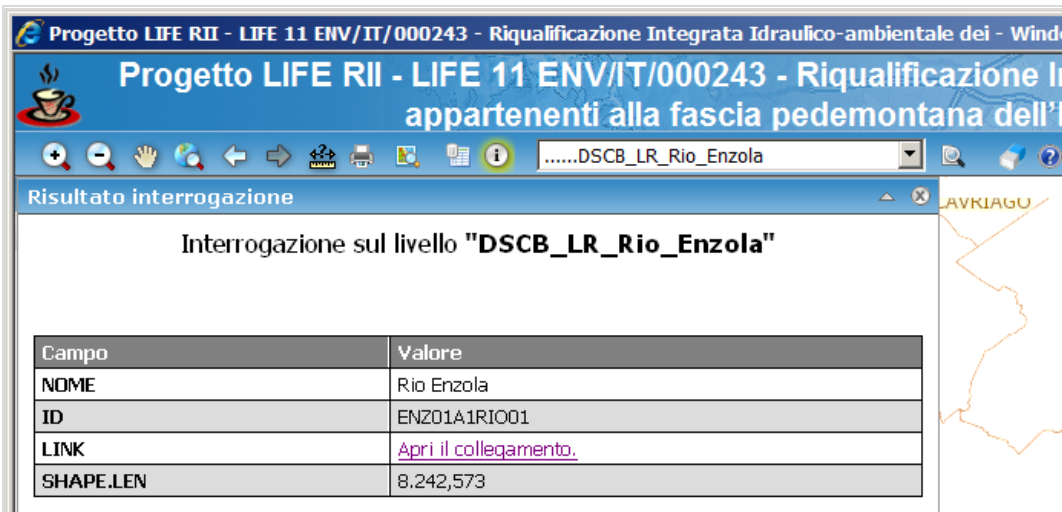 Progetto LIFE RII - LIFE 11 ENV/IT/000243 - Riqualificazione Integrata Idraulico-ambientale dei - Wind
Progetto LIFE RII - LIFE 11 ENV/IT/000243 - Riqualificazione
appartenenti alla fascia pedemontana dell'
......DSCB_LR_Rio_Enzola
Risultato interrogazione
AVRIAGO
Interrogazione sul livello "DSCB_LR_Rio_Enzola"
Campo Valore
NOME Rio Enzola
ID ENZ01A1RIO01
LINK Apri il collegamento.
SHAPE.LEN 8.242,573